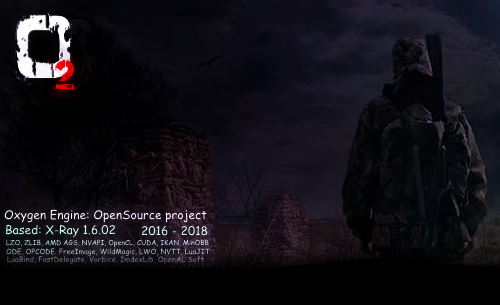 O2
Oxygen Engine: OpenSource project
Based: X-Ray 1.6.02 2016 - 2018
LZO, ZLIB, AMD AGS, NVAPI, OpenCL, CUDA, IKAN, MinOBB
ODE, OPCODE, FreeImage, WildMagic, LWO, NVTT, LuaJIT
LuaBind, FastDelegate, Vorbice, ImdexLib, OpenAL Soft